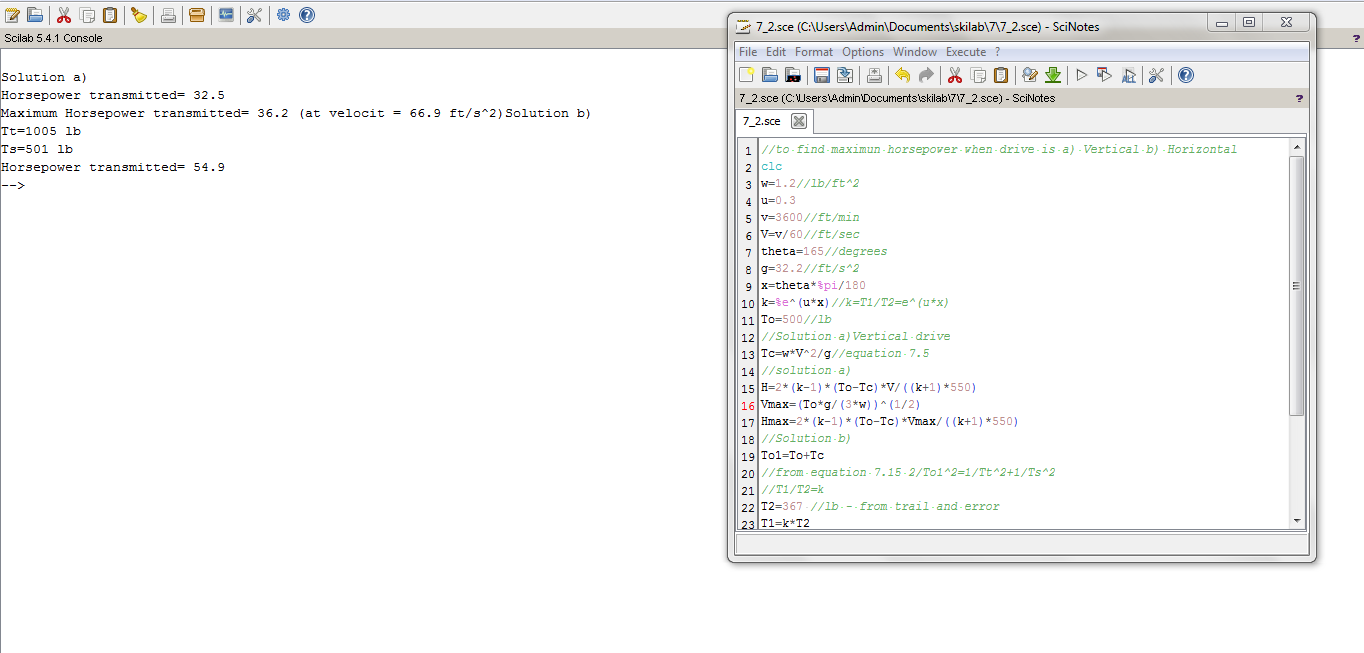 Scilab 5.4.1 Console
?
Solution a)
Horsepower transmitted= 32.5
Maximum Horsepower transmitted= 36.2 (at velocit = 66.9 ft/s^2)Solution b)
Tt=1005 lb
Ts=501 lb
Horsepower transmitted= 54.9
-->
7_2.sce (C:\Users\Admin\Documents\skilab\7\7_2.sce) - SciNotes
File Edit Format Options Window Execute ?
7_2.sce (C:\Users\Admin\Documents\skilab\7\7_2.sce) - SciNotes
?
7_2.sce
1 //to find maximun horsepower when drive is a) Vertical b) Horizontal
2 clc
3 w=1.2//lb/ft^2
4 u=0.3
5 v=3600//ft/min
6 V=v/60//ft/sec
7 theta=165//degrees
8 g=32.2//ft/s^2
9 x=theta*%pi/180
10 k=%e^(u*x)//k=T1/T2=e^(u*x)
11 To=500//lb
12 //Solution a)Vertical drive
13 Tc=w*V^2/g//equation 7.5
14 //solution a)
15 H=2*(k-1)*(To-Tc)*V/((k+1)*550)
16 Vmax=(To*g/(3*w))^(1/2)
17 Hmax=2*(k-1)*(To-Tc)*Vmax/((k+1)*550)
18 //Solution b)
19 To1=To+Tc
20 //from equation 7.15 2/To1^2=1/Tt^2+1/Ts^2
21 //T1/T2=k
22 T2=367 //lb - from trail and error
23 T1=k*T2